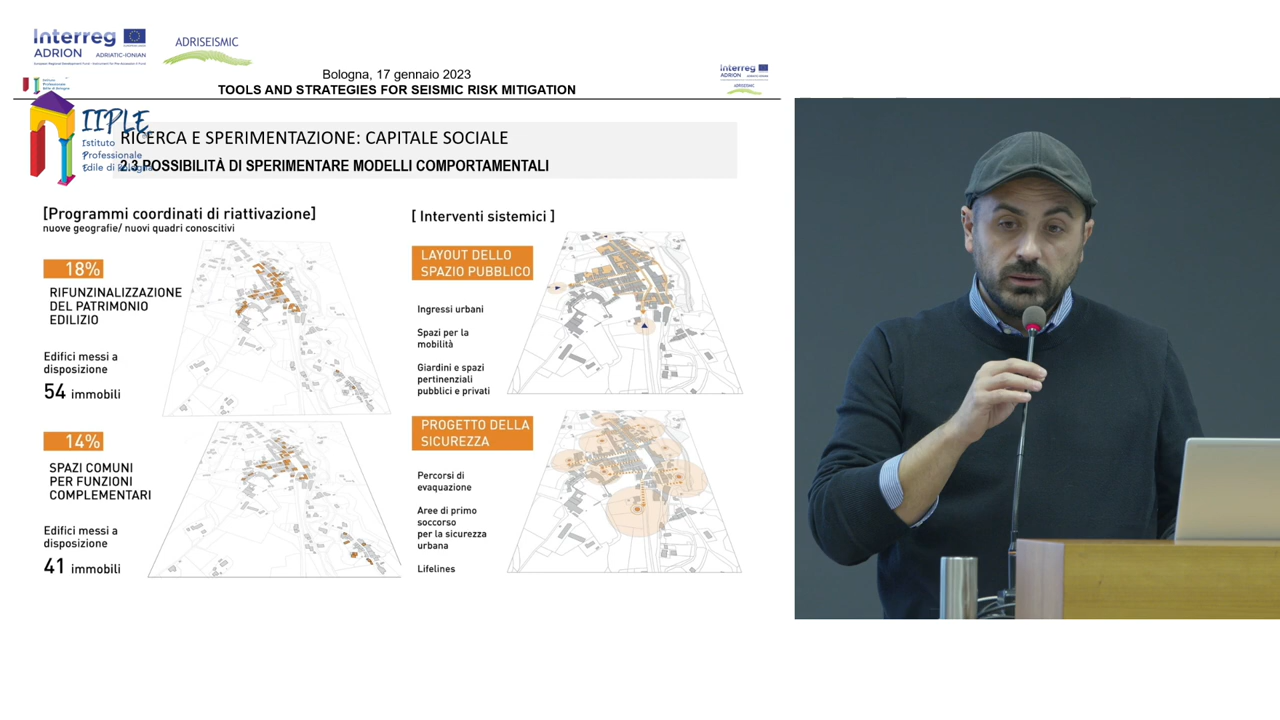 Interreg
ADRION ADRIATIC-IONIAN
ADRISEISMIC
Bologna, 17 gennaio 2023
TOOLS AND STRATEGIES FOR SEISMIC RISK MITIGATION
Interreg
ADRION
ADRISEISMIC
IIPLE
Istituto
Professionale
Edile di Bologna
RICERCA E SPERIMENTAZIONE: CAPITALE SOCIALE
2.3 POSSIBILITÀ DI SPERIMENTARE MODELLI COMPORTAMENTALI
[Programmi coordinati di riattivazione]
nuove geografie/ nuovi quadri conoscitivi
18%
RIFUNZINALIZZAZIONE
DEL PATRIMONIO
EDILIZIO
Edifici messi a
disposizione
54 immobili
14%
SPAZI COMUNI
PER FUNZIONI
COMPLEMENTARI
Edifici messi a
disposizione
41 immobili
[ Interventi sistemici ]
LAYOUT DELLO
SPAZIO PUBBLICO
Ingressi urbani
Spazi per la
mobilità
Giardini e spazi
pertinenziali
pubblici e privati
PROGETTO DELLA
SICUREZZA
Percorsi di
evaquazione
Aree di primo
soccorso
per la sicurezza
urbana
Lifelines